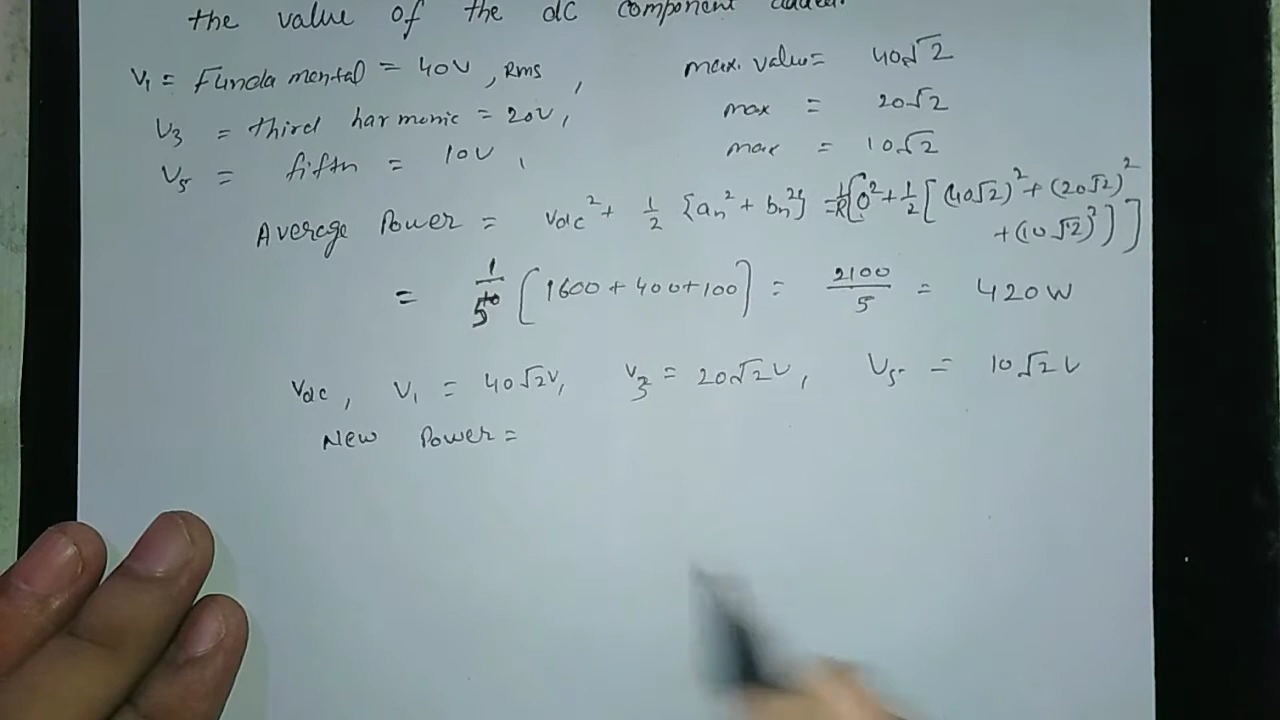 the value of the dc component added.
V₁ = Fundamental = 40V, Rms, max. value = 40√2
V₃ = third harmonic = 20V, max = 20√2
V₅ = fifth = 10V, max = 10√2
Average Power = Vdc² + 1/2 {an² + bn²} = 1/R [0² + 1/2 [(40√2)² + (20√2)²
+ (10√2)²]]
= 1/5 [1600 + 400 + 100] = 2100/5 = 420W
Vdc, V₁ = 40√2V, V₃ = 20√2V, V₅ = 10√2V
New Power =